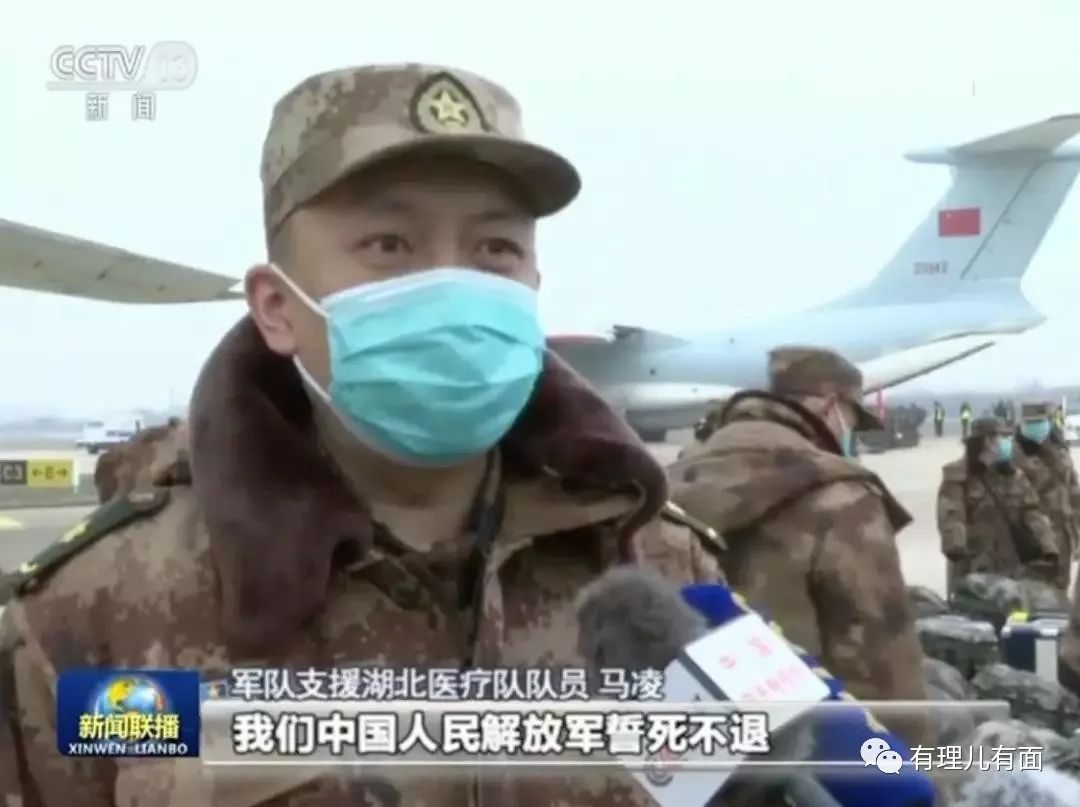 CCTV 13
新闻
C3
←B→
军队支援湖北医疗队队员 马凌
新闻联播
XINWEN LIANBO
我们中国人民解放军誓死不退
有理儿有面